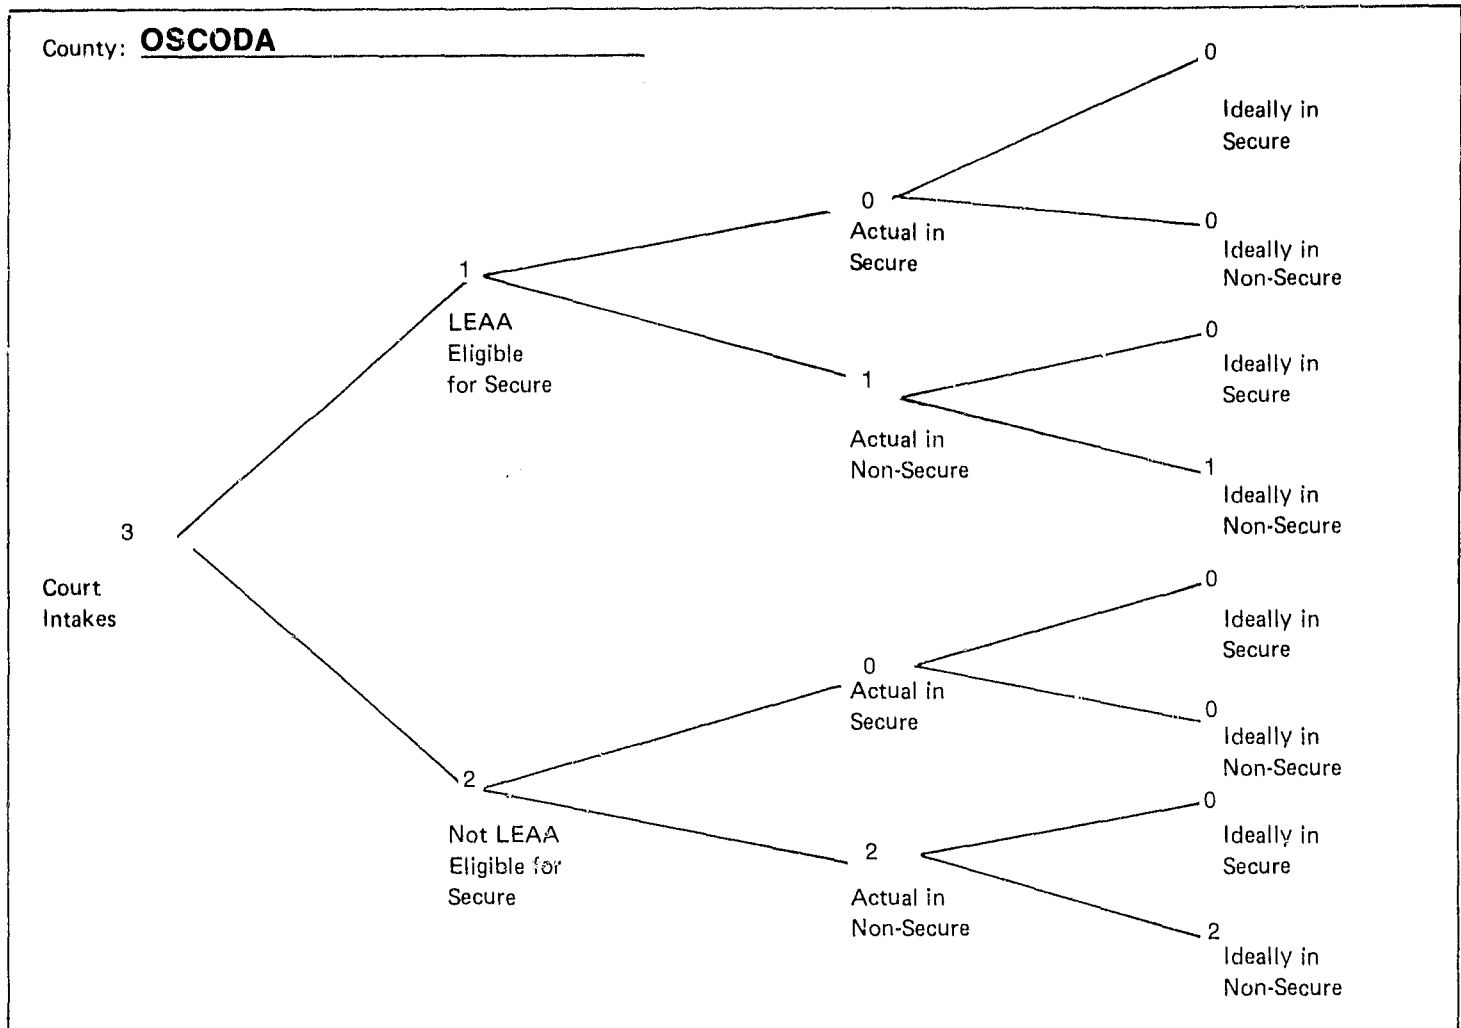 County: OSCODA
3
Court
Intakes
1
LEAA
Eligible
for Secure
2
Not LEAA
Eligible for
Secure
0
Actual in
Secure
1
Actual in
Non-Secure
0
Actual in
Secure
2
Actual in
Non-Secure
0
Ideally in
Secure
0
Ideally in
Non-Secure
0
Ideally in
Secure
1
Ideally in
Non-Secure
0
Ideally in
Secure
0
Ideally in
Non-Secure
0
Ideally in
Secure
2
Ideally in
Non-Secure